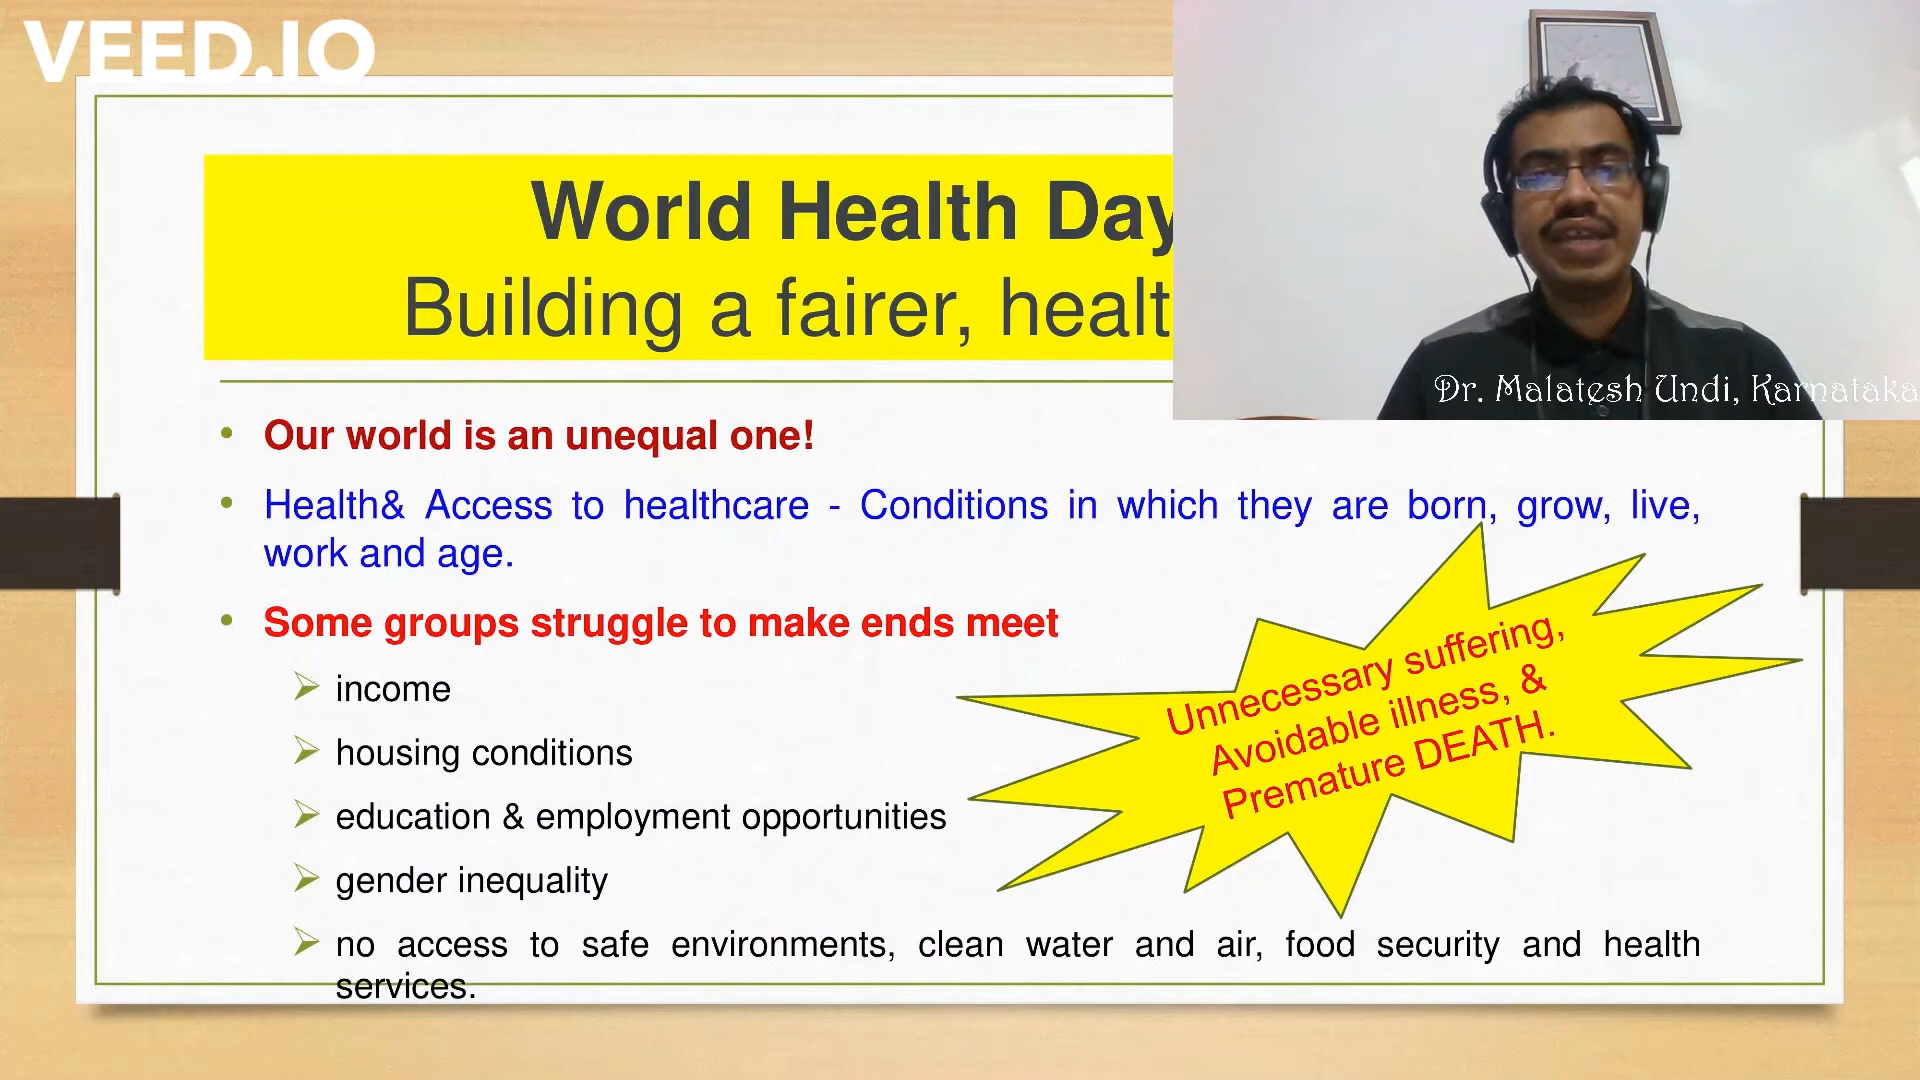 VEED.IO
World Health Day
Building a fairer, healt
Dr. Malatesh Undi, Karnataka
• Our world is an unequal one!
• Health& Access to healthcare - Conditions in which they are born, grow, live,
work and age.
• Some groups struggle to make ends meet
➢ income
➢ housing conditions
➢ education & employment opportunities
➢ gender inequality
➢ no access to safe environments, clean water and air, food security and health
services.
Unnecessary suffering,
Avoidable illness, &
Premature DEATH.